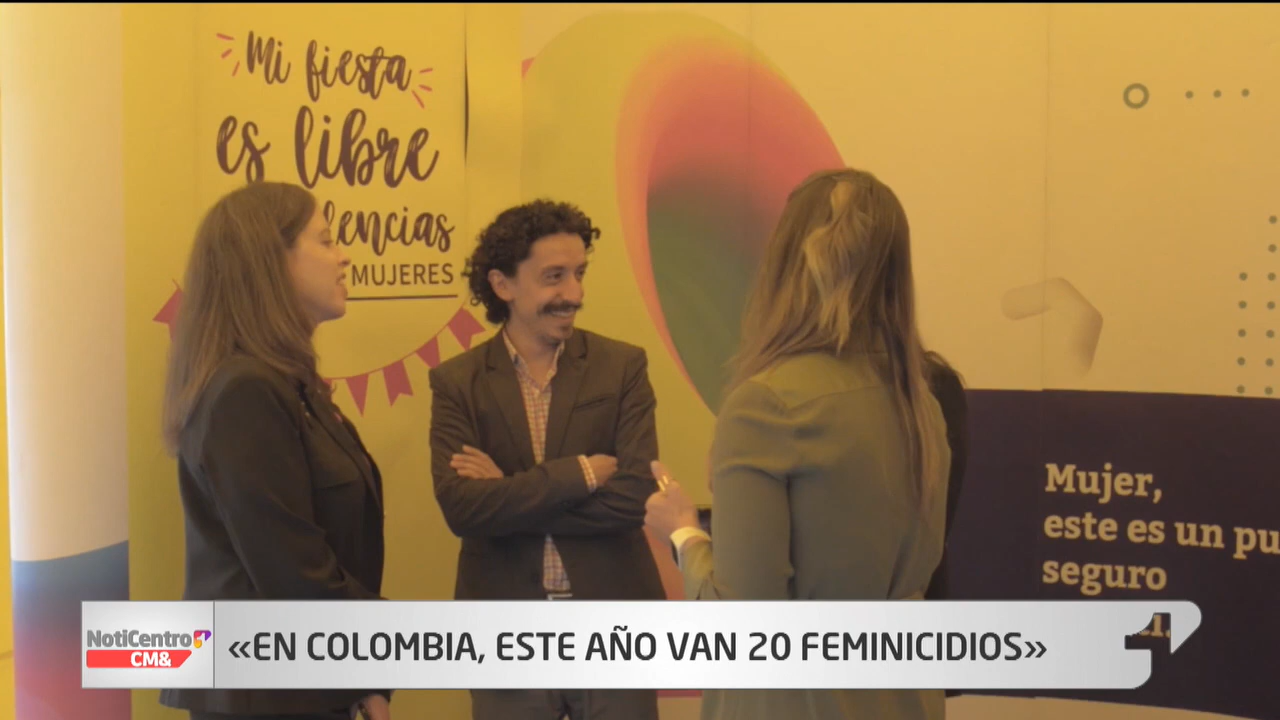 Mi fiesta
es libre
MUJERES
Mujer,
este es un
seguro
NotiCentro 1
CM&
«EN COLOMBIA, ESTE AÑO VAN 20 FEMINICIDIOS»